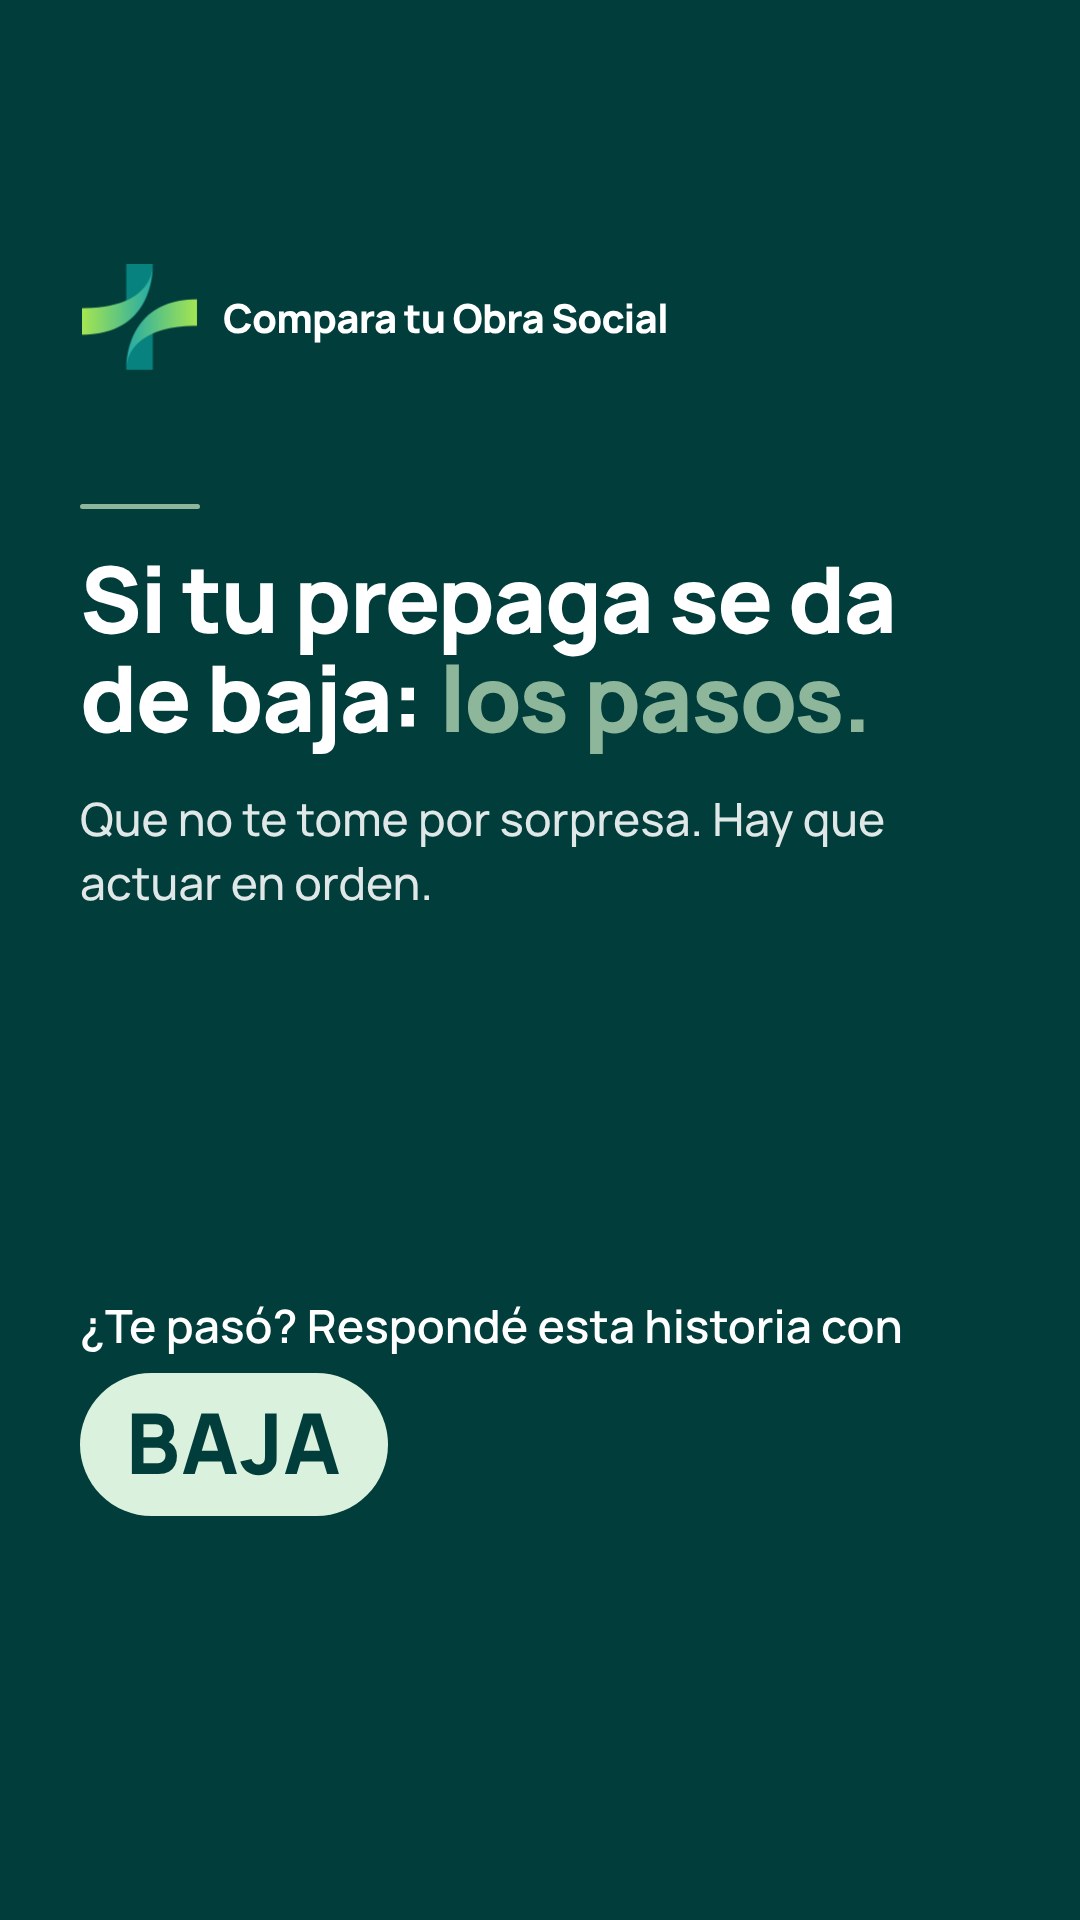 Compara tu Obra Social
Si tu prepaga se da
de baja: los pasos.
Que no te tome por sorpresa. Hay que
actuar en orden.
¿Te pasó? Respondé esta historia con
BAJA